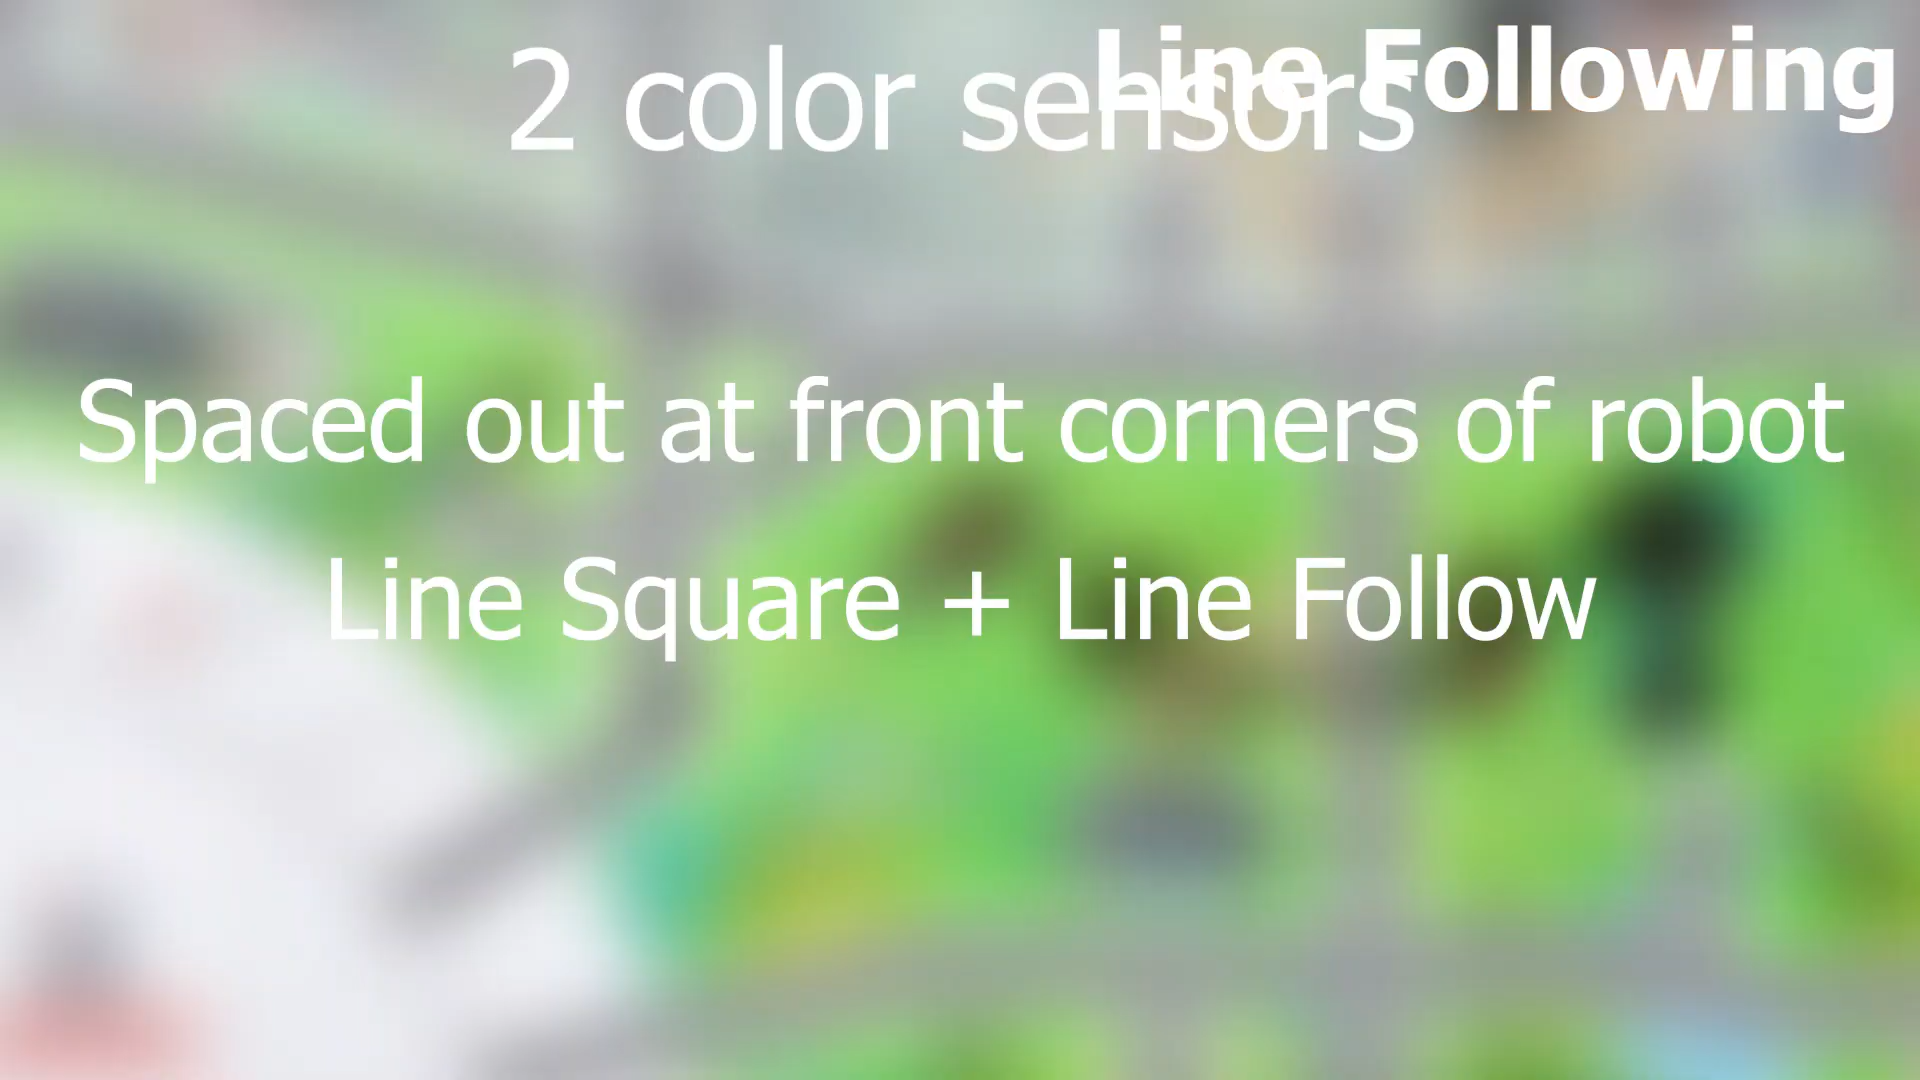 Line Following
2 color sensors
Spaced out at front corners of robot
Line Square + Line Follow